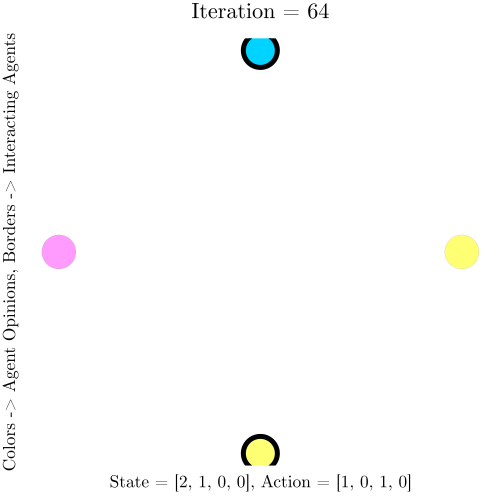 Iteration = 64
Colors -> Agent Opinions, Borders -> Interacting Agents
State = [2, 1, 0, 0], Action = [1, 0, 1, 0]